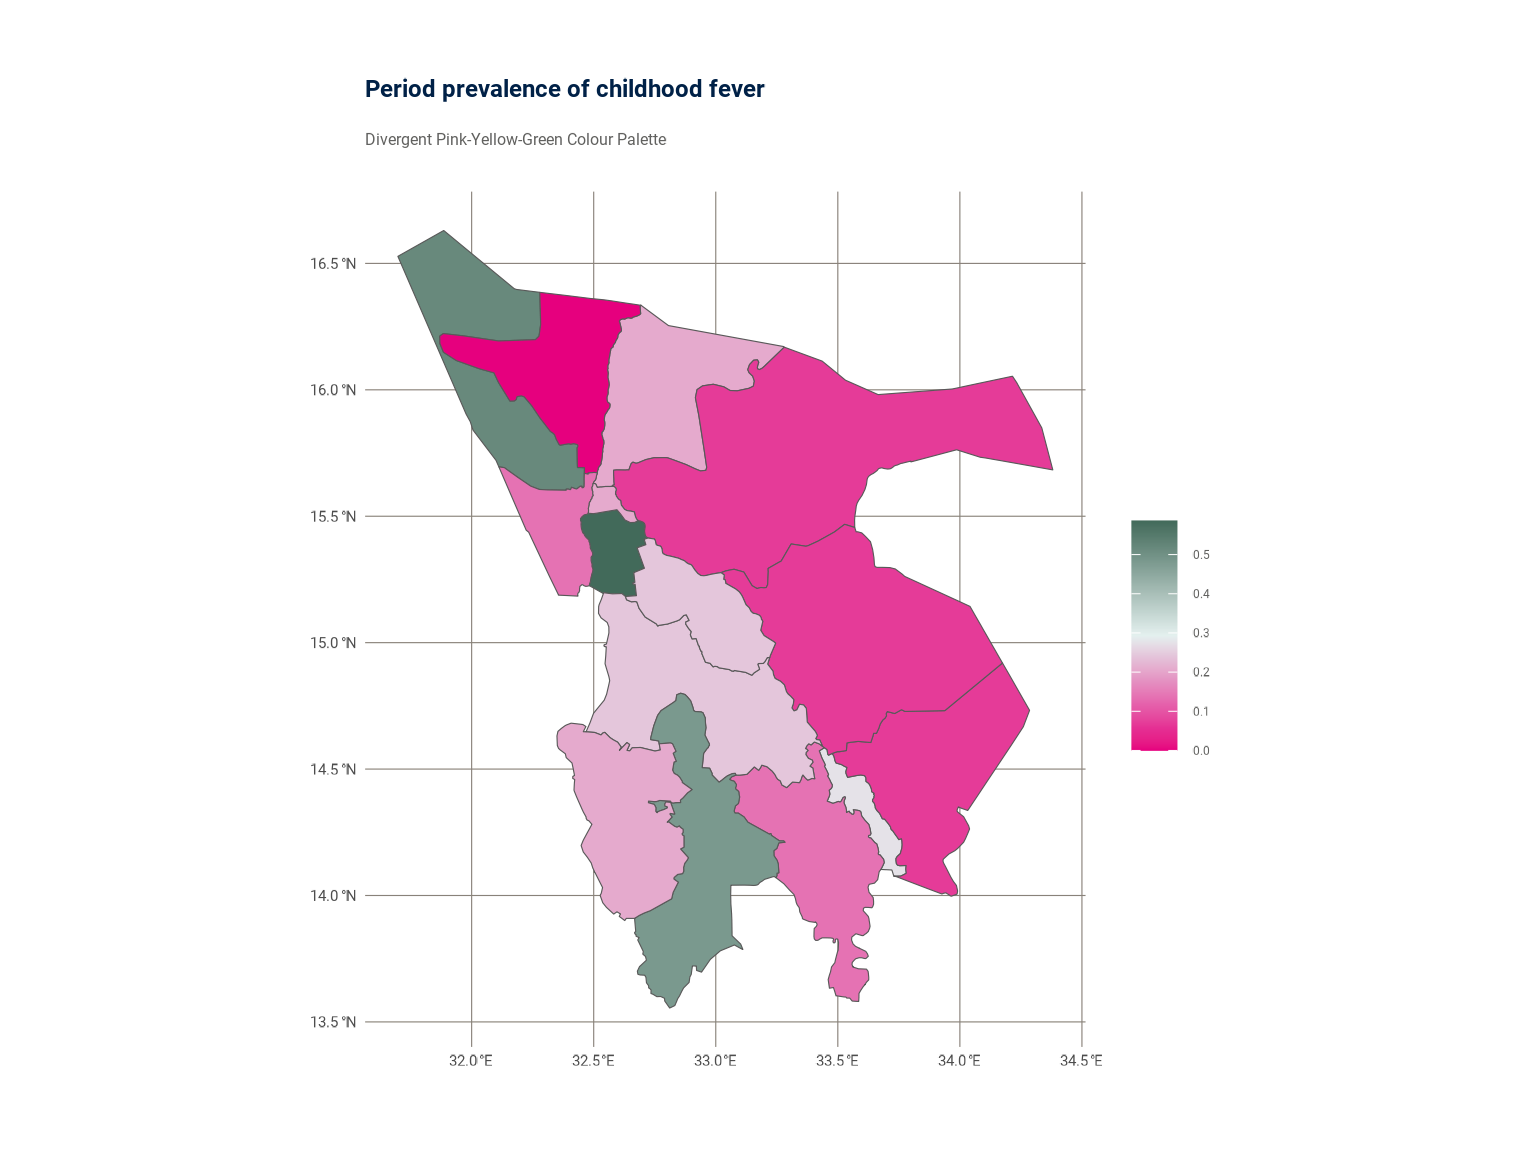 Period prevalence of childhood fever
Divergent Pink-Yellow-Green Colour Palette
16.5°N
16.0°N
15.5°N
15.0°N
14.5°N
14.0°N
13.5°N
32.0°E
32.5°E
33.0°E
33.5°E
34.0°E
34.5°E
0.5
0.4
0.3
0.2
0.1
0.0